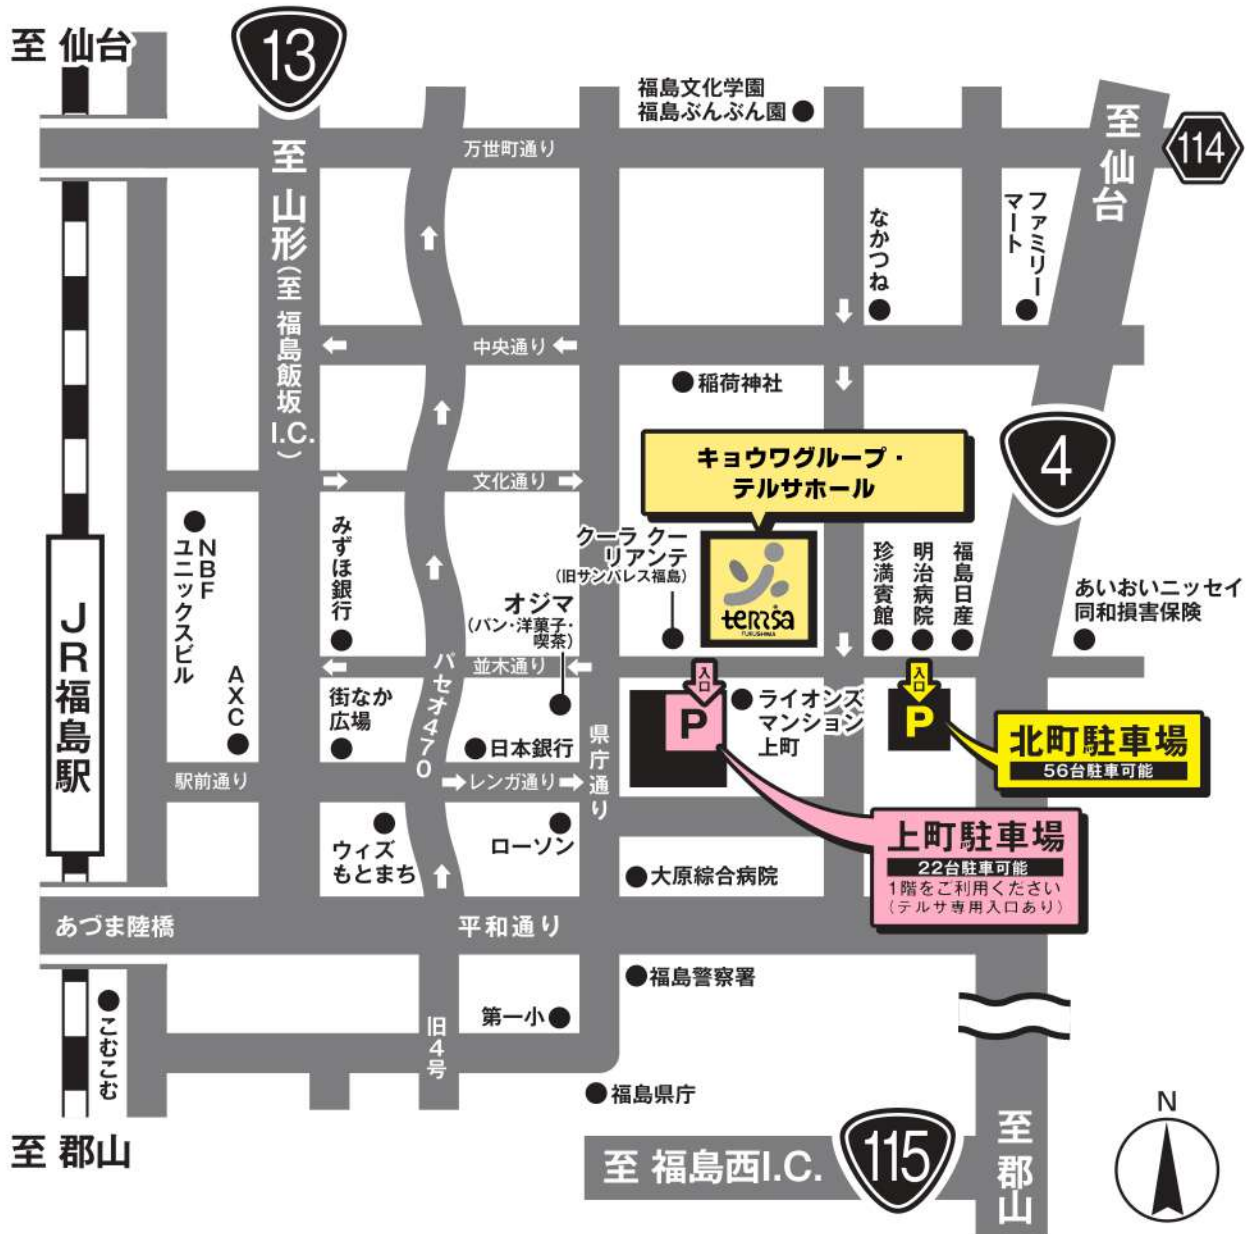 至 仙台
13
至 山形(至 福島飯坂I.C.)
福島文化学園
福島ぶんぶん園
至 仙台
114
万世町通り
なかつね
ファミリー
マート
中央通り
稲荷神社
4
キョウワグループ・
テルサホール
文化通り
NBF
ユニックスビル
みずほ銀行
クーラ クー
リアンテ
(旧サンパレス福島)
terrsa
FUKUSHIMA
珍満賓館
明治病院
福島日産
あいおいニッセイ
同和損害保険
オジマ
(パン・洋菓子・
喫茶)
JR福島駅
AXC
パセオ470
並木通り
入口
P
入口
P
街なか
広場
日本銀行
県庁通り
ライオンズ
マンション
上町
北町駐車場
56台駐車可能
駅前通り
レンガ通り
上町駐車場
22台駐車可能
1階をご利用ください
(テルサ専用入口あり)
ウィズ
もとまち
ローソン
大原綜合病院
あづま陸橋
平和通り
福島警察署
こむこむ
第一小
旧4号
福島県庁
N
至 郡山
至 福島西I.C.
115
至 郡山